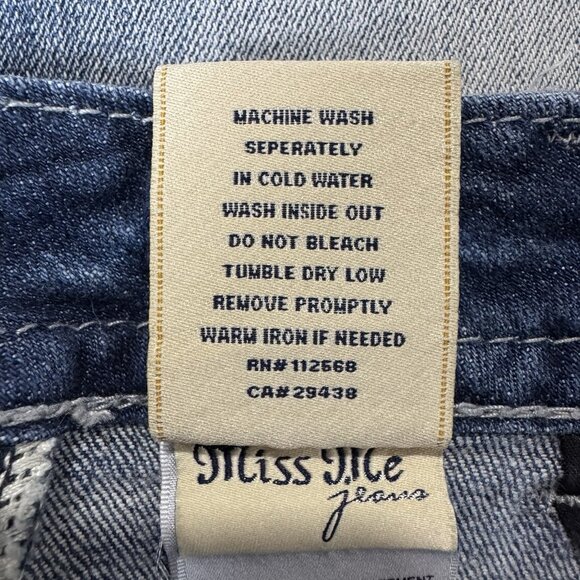 MACHINE WASH
SEPERATELY
IN COLD WATER
WASH INSIDE OUT
DO NOT BLEACH
TUMBLE DRY LOW
REMOVE PROMPTLY
WARM IRON IF NEEDED
RN# 112568
CA# 29438
Miss Me
jeans